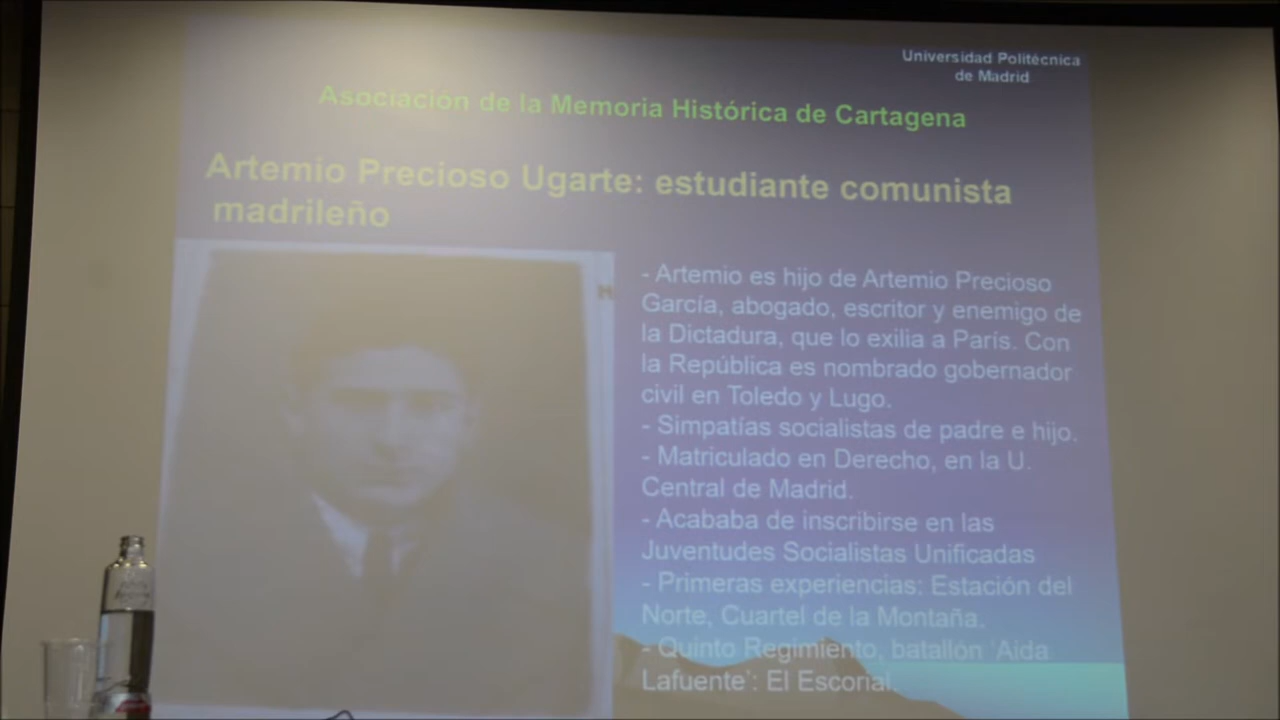 Universidad Politécnica
de Madrid
Asociación de la Memoria Histórica de Cartagena
Artemio Precioso Ugarte: estudiante comunista
madrileño
- Artemio es hijo de Artemio Precioso
García, abogado, escritor y enemigo de
la Dictadura, que lo exilia a París. Con
la República es nombrado gobernador
civil en Toledo y Lugo.
- Simpatías socialistas de padre e hijo.
- Matriculado en Derecho, en la U.
Central de Madrid.
- Acababa de inscribirse en las
Juventudes Socialistas Unificadas
- Primeras experiencias: Estación del
Norte, Cuartel de la Montaña.
- Quinto Regimiento, batallón 'Aida
Lafuente': El Escorial